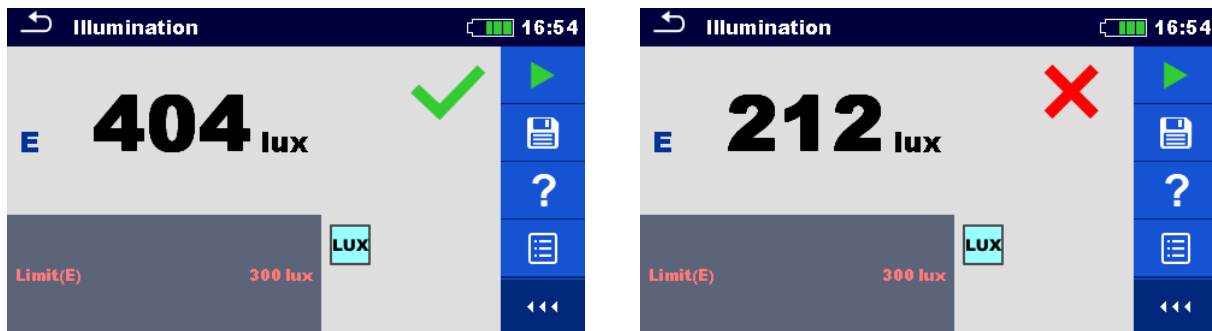 Illumination 16:54
E 404 lux
?
LUX
Limit(E) 300 lux
Illumination 16:54
E 212 lux
?
LUX
Limit(E) 300 lux